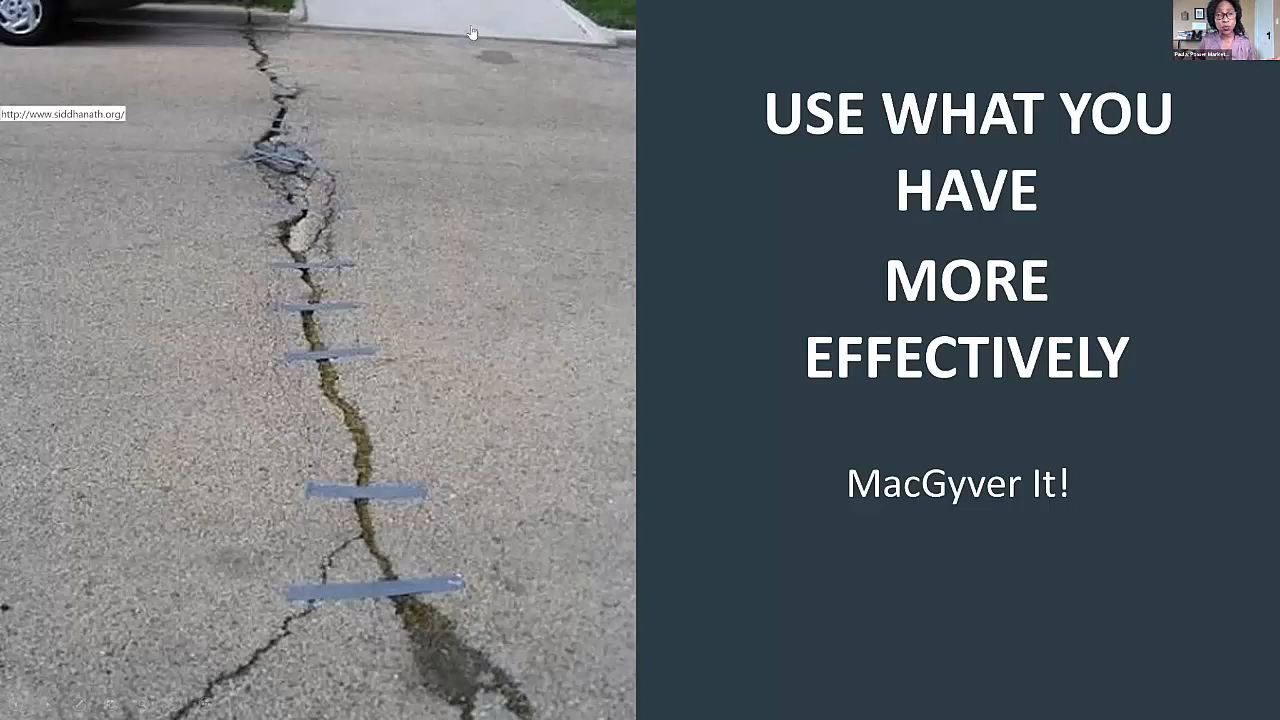 http://www.siddhanath.org/
USE WHAT YOU
HAVE
MORE
EFFECTIVELY
MacGyver It!